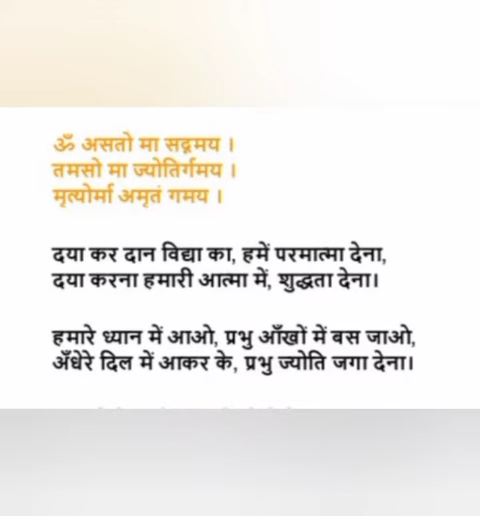 ॐ असतो मा सद्गमय ।
तमसो मा ज्योतिर्गमय ।
मृत्योर्मा अमृतं गमय ।
दया कर दान विद्या का, हमें परमात्मा देना,
दया करना हमारी आत्मा में, शुद्धता देना।
हमारे ध्यान में आओ, प्रभु आँखों में बस जाओ,
अँधेरे दिल में आकर के, प्रभु ज्योति जगा देना।